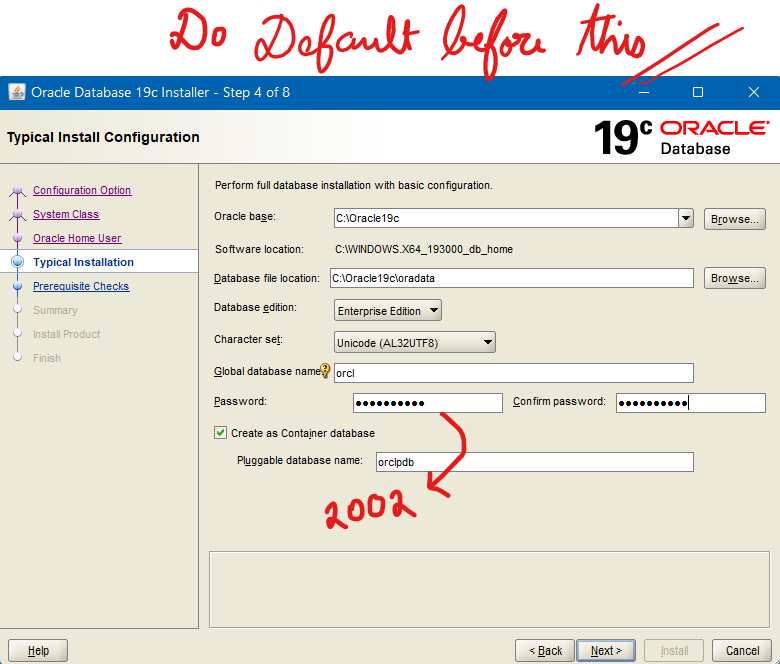 Do Default before this
Oracle Database 19c Installer - Step 4 of 8
Typical Install Configuration
19c ORACLE
Database
Configuration Option
System Class
Oracle Home User
Typical Installation
Prerequisite Checks
Summary
Install Product
Finish
Perform full database installation with basic configuration.
Oracle base: C:\Oracle19c Browse...
Software location: C:\WINDOWS.X64_193000_db_home
Database file location: C:\Oracle19c\oradata Browse...
Database edition: Enterprise Edition
Character set: Unicode (AL32UTF8)
Global database name orcl
Password: ●●●●●●●●●● Confirm password: ●●●●●●●●●●
Create as Container database
Pluggable database name: orclpdb
2002
Help < Back Next > Install Cancel